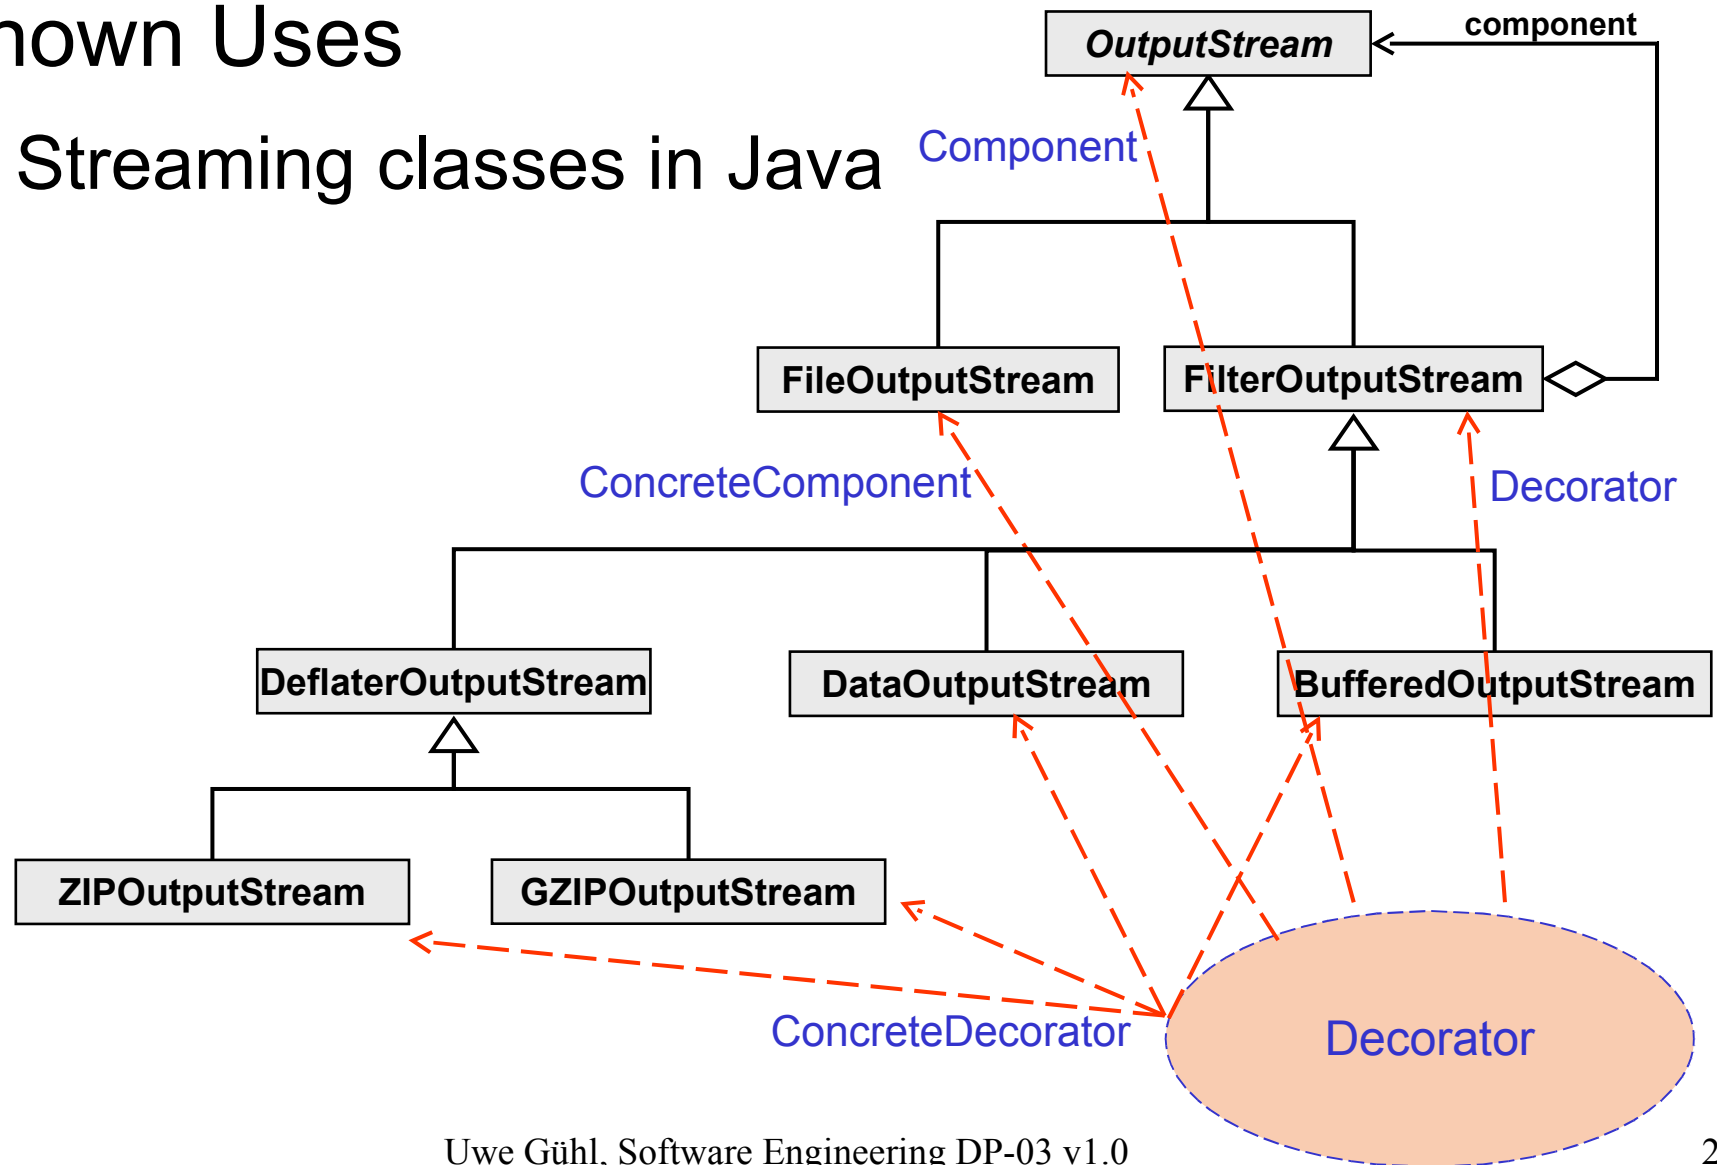 nown Uses
OutputStream
component
Streaming classes in Java
Component
FileOutputStream
FilterOutputStream
ConcreteComponent
Decorator
DeflaterOutputStream
DataOutputStream
BufferedOutputStream
ZIPOutputStream
GZIPOutputStream
ConcreteDecorator
Decorator
Uwe Gühl, Software Engineering DP-03 v1.0
2